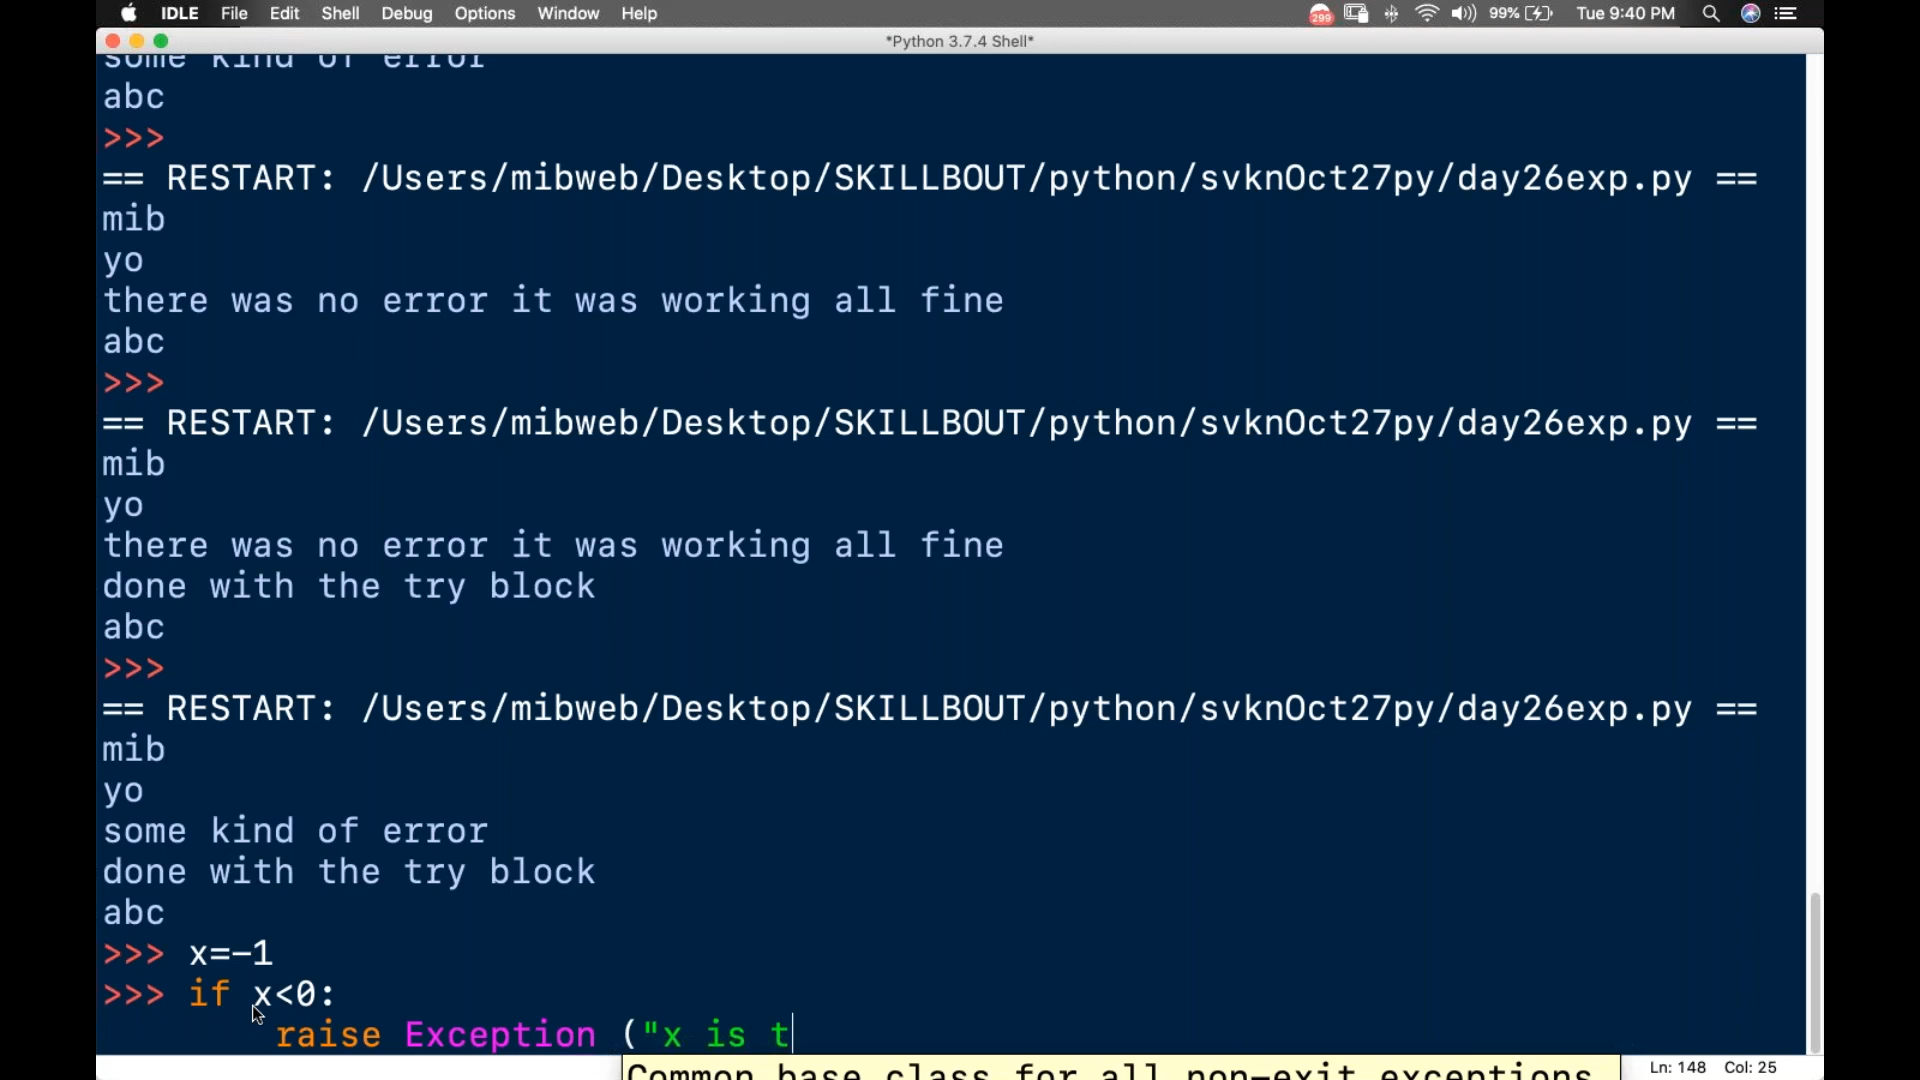 IDLE File Edit Shell Debug Options Window Help 299 99% Tue 9:40 PM
*Python 3.7.4 Shell*
some kind of error
abc
>>>
== RESTART: /Users/mibweb/Desktop/SKILLBOUT/python/svknOct27py/day26exp.py ==
mib
yo
there was no error it was working all fine
abc
>>>
== RESTART: /Users/mibweb/Desktop/SKILLBOUT/python/svknOct27py/day26exp.py ==
mib
yo
there was no error it was working all fine
done with the try block
abc
>>>
== RESTART: /Users/mibweb/Desktop/SKILLBOUT/python/svknOct27py/day26exp.py ==
mib
yo
some kind of error
done with the try block
abc
>>> x=-1
>>> if x<0:
raise Exception ("x is t
Common base class for all non-exit exceptions.
Ln: 148 Col: 25